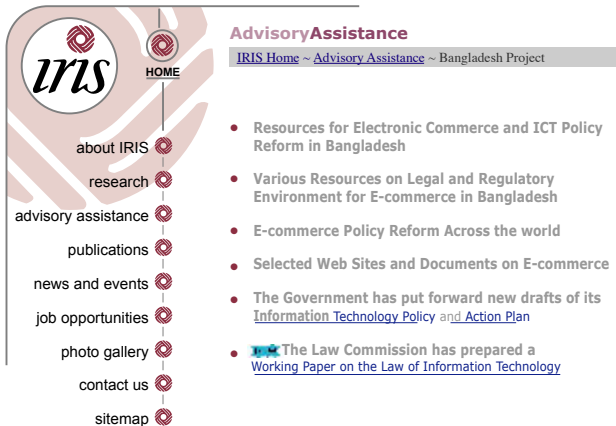 iris
HOME
about IRIS
research
advisory assistance
publications
news and events
job opportunities
photo gallery
contact us
sitemap
AdvisoryAssistance
IRIS Home ~ Advisory Assistance ~ Bangladesh Project
Resources for Electronic Commerce and ICT Policy
Reform in Bangladesh
Various Resources on Legal and Regulatory
Environment for E-commerce in Bangladesh
E-commerce Policy Reform Across the world
Selected Web Sites and Documents on E-commerce
The Government has put forward new drafts of its
Information Technology Policy and Action Plan
The Law Commission has prepared a
Working Paper on the Law of Information Technology